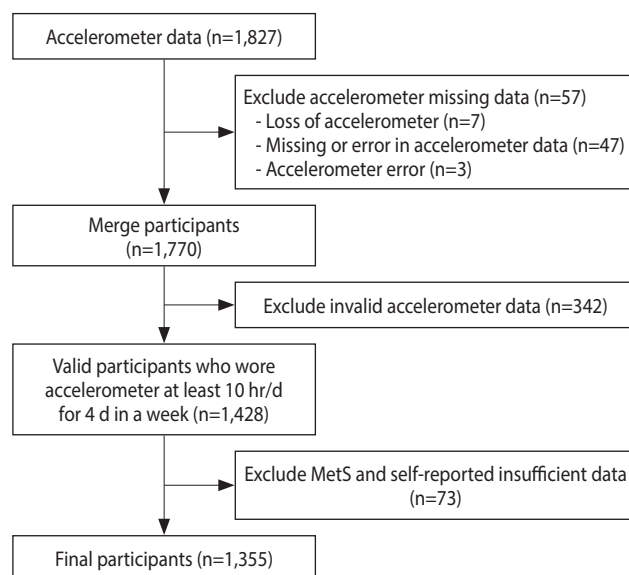 Accelerometer data (n=1,827)
Exclude accelerometer missing data (n=57)
- Loss of accelerometer (n=7)
- Missing or error in accelerometer data (n=47)
- Accelerometer error (n=3)
Merge participants
(n=1,770)
Exclude invalid accelerometer data (n=342)
Valid participants who wore
accelerometer at least 10 hr/d
for 4 d in a week (n=1,428)
Exclude MetS and self-reported insufficient data
(n=73)
Final participants (n=1,355)